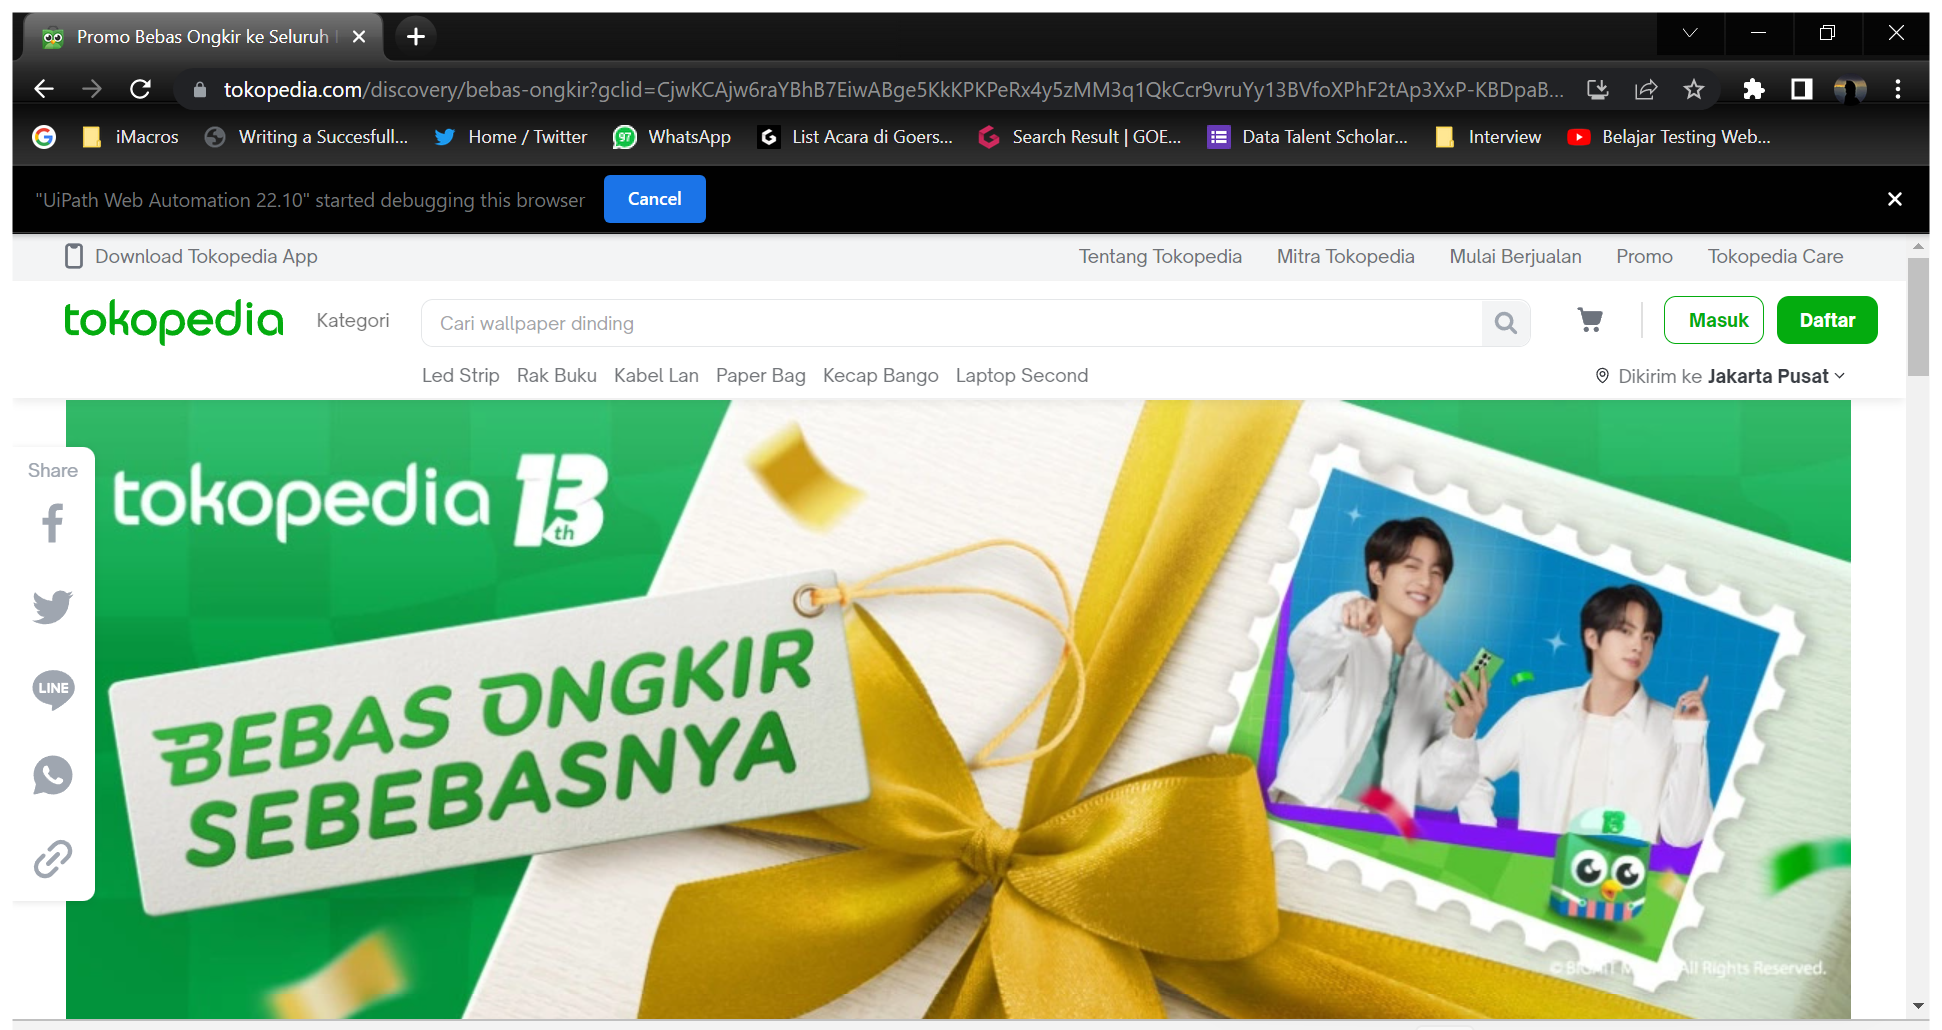 Promo Bebas Ongkir ke Seluruh
tokopedia.com/discovery/bebas-ongkir?gclid=CjwKCAjw6raYBhB7EiwABge5KkKPKPeRx4y5zMM3q1QkCcr9vruYy13BVfoXPhF2tAp3XxP-KBDpaB...
iMacros Writing a Succesfull... Home / Twitter 97 WhatsApp List Acara di Goers... Search Result | GOE... Data Talent Scholar... Interview Belajar Testing Web...
"UiPath Web Automation 22.10" started debugging this browser Cancel
Download Tokopedia App Tentang Tokopedia Mitra Tokopedia Mulai Berjualan Promo Tokopedia Care
tokopedia Kategori Cari wallpaper dinding Masuk Daftar
Led Strip Rak Buku Kabel Lan Paper Bag Kecap Bango Laptop Second Dikirim ke Jakarta Pusat
Share
tokopedia 13th
BEBAS ONGKIR
SEBEBASNYA
LINE
13
All Rights Reserved.